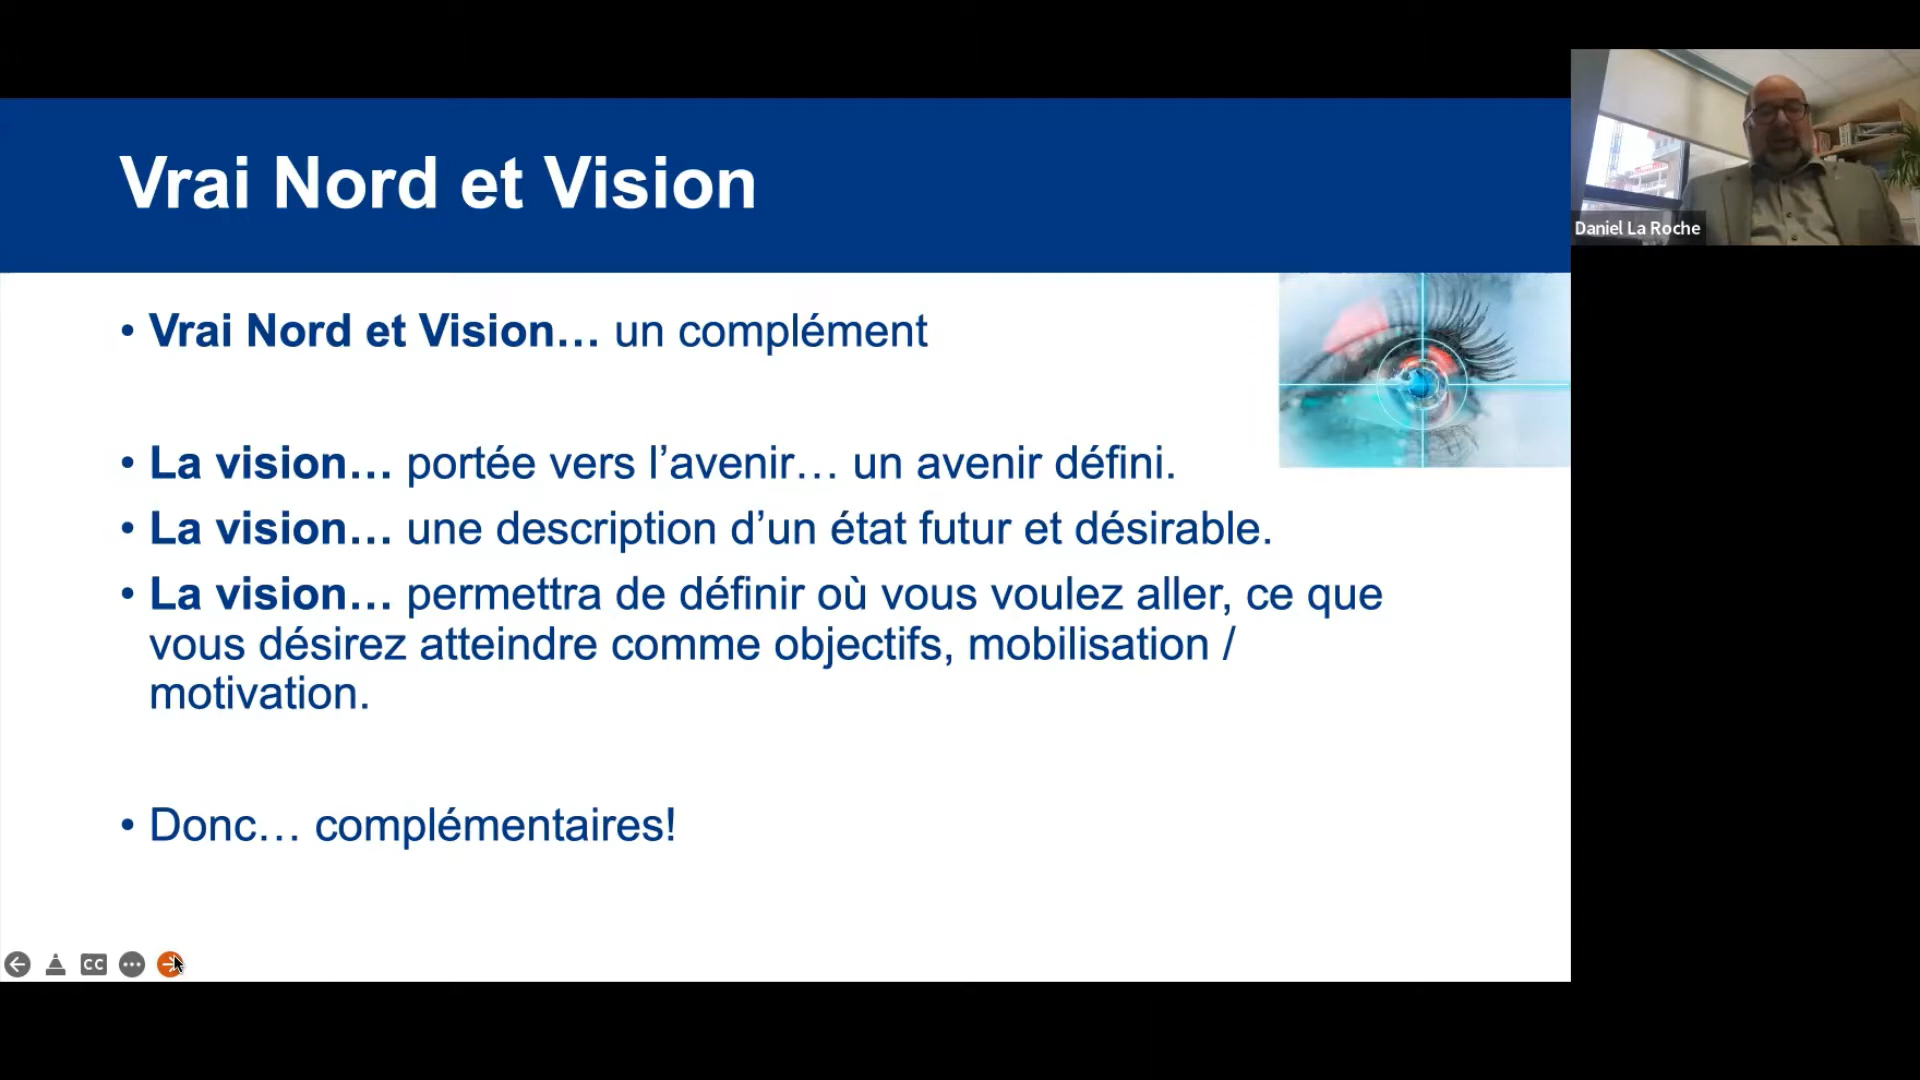 Vrai Nord et Vision
• Vrai Nord et Vision… un complément
• La vision… portée vers l’avenir… un avenir défini.
• La vision… une description d’un état futur et désirable.
• La vision… permettra de définir où vous voulez aller, ce que
vous désirez atteindre comme objectifs, mobilisation /
motivation.
• Donc… complémentaires!
Daniel La Roche
CC